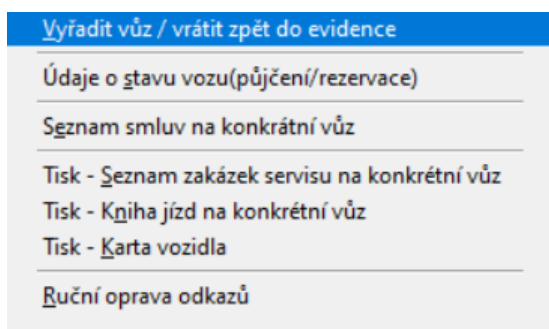 Vyřadit vůz / vrátit zpět do evidence
Údaje o stavu vozu(půjčení/rezervace)
Seznam smluv na konkrátní vůz
Tisk - Seznam zakázek servisu na konkrétní vůz
Tisk - Kniha jízd na konkrétní vůz
Tisk - Karta vozidla
Ruční oprava odkazů